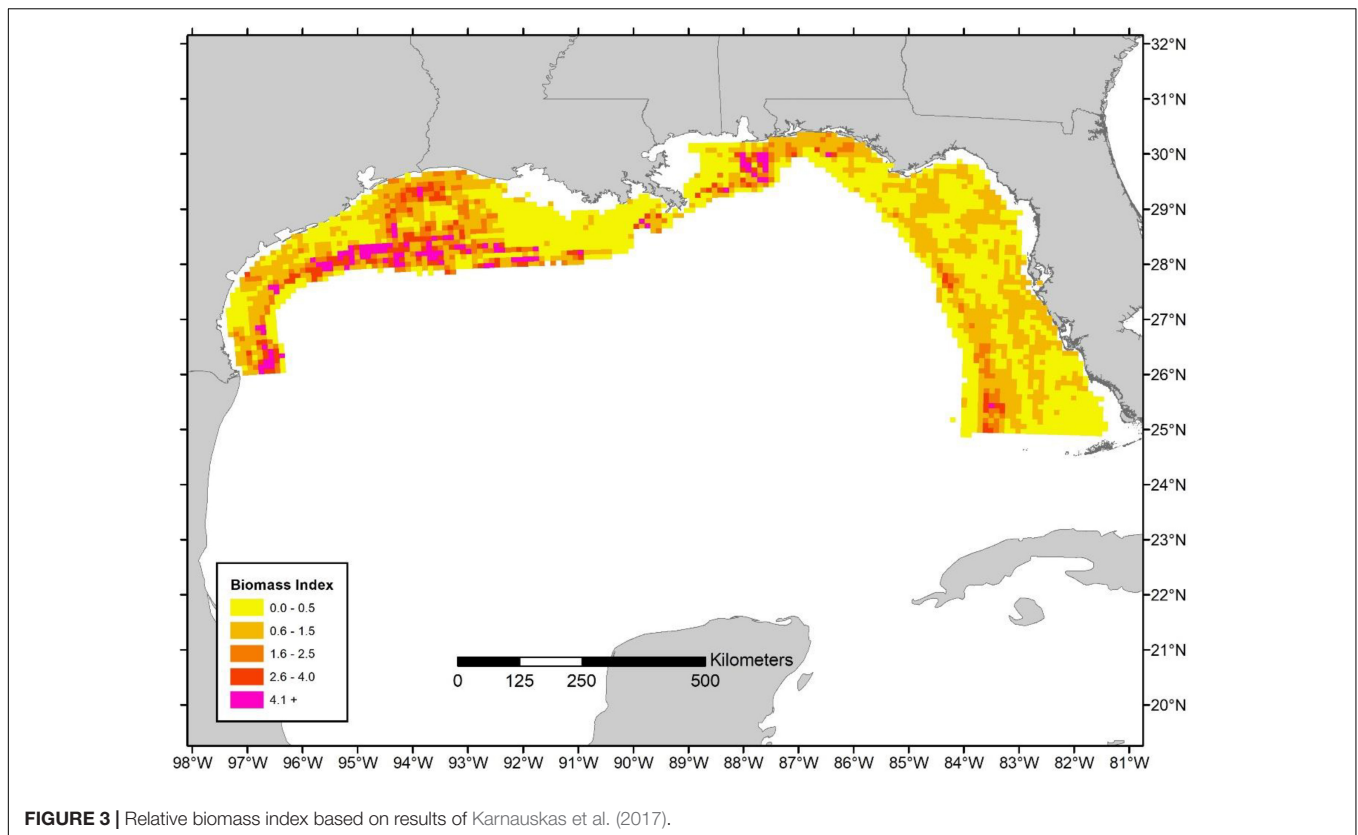 32°N
31°N
30°N
29°N
28°N
27°N
26°N
25°N
24°N
23°N
22°N
21°N
20°N
Biomass Index
0.0 - 0.5
0.6 - 1.5
1.6 - 2.5
2.6 - 4.0
4.1 +
Kilometers
0 125 250 500
98°W 97°W 96°W 95°W 94°W 93°W 92°W 91°W 90°W 89°W 88°W 87°W 86°W 85°W 84°W 83°W 82°W 81°W
FIGURE 3 | Relative biomass index based on results of Karnauskas et al. (2017).